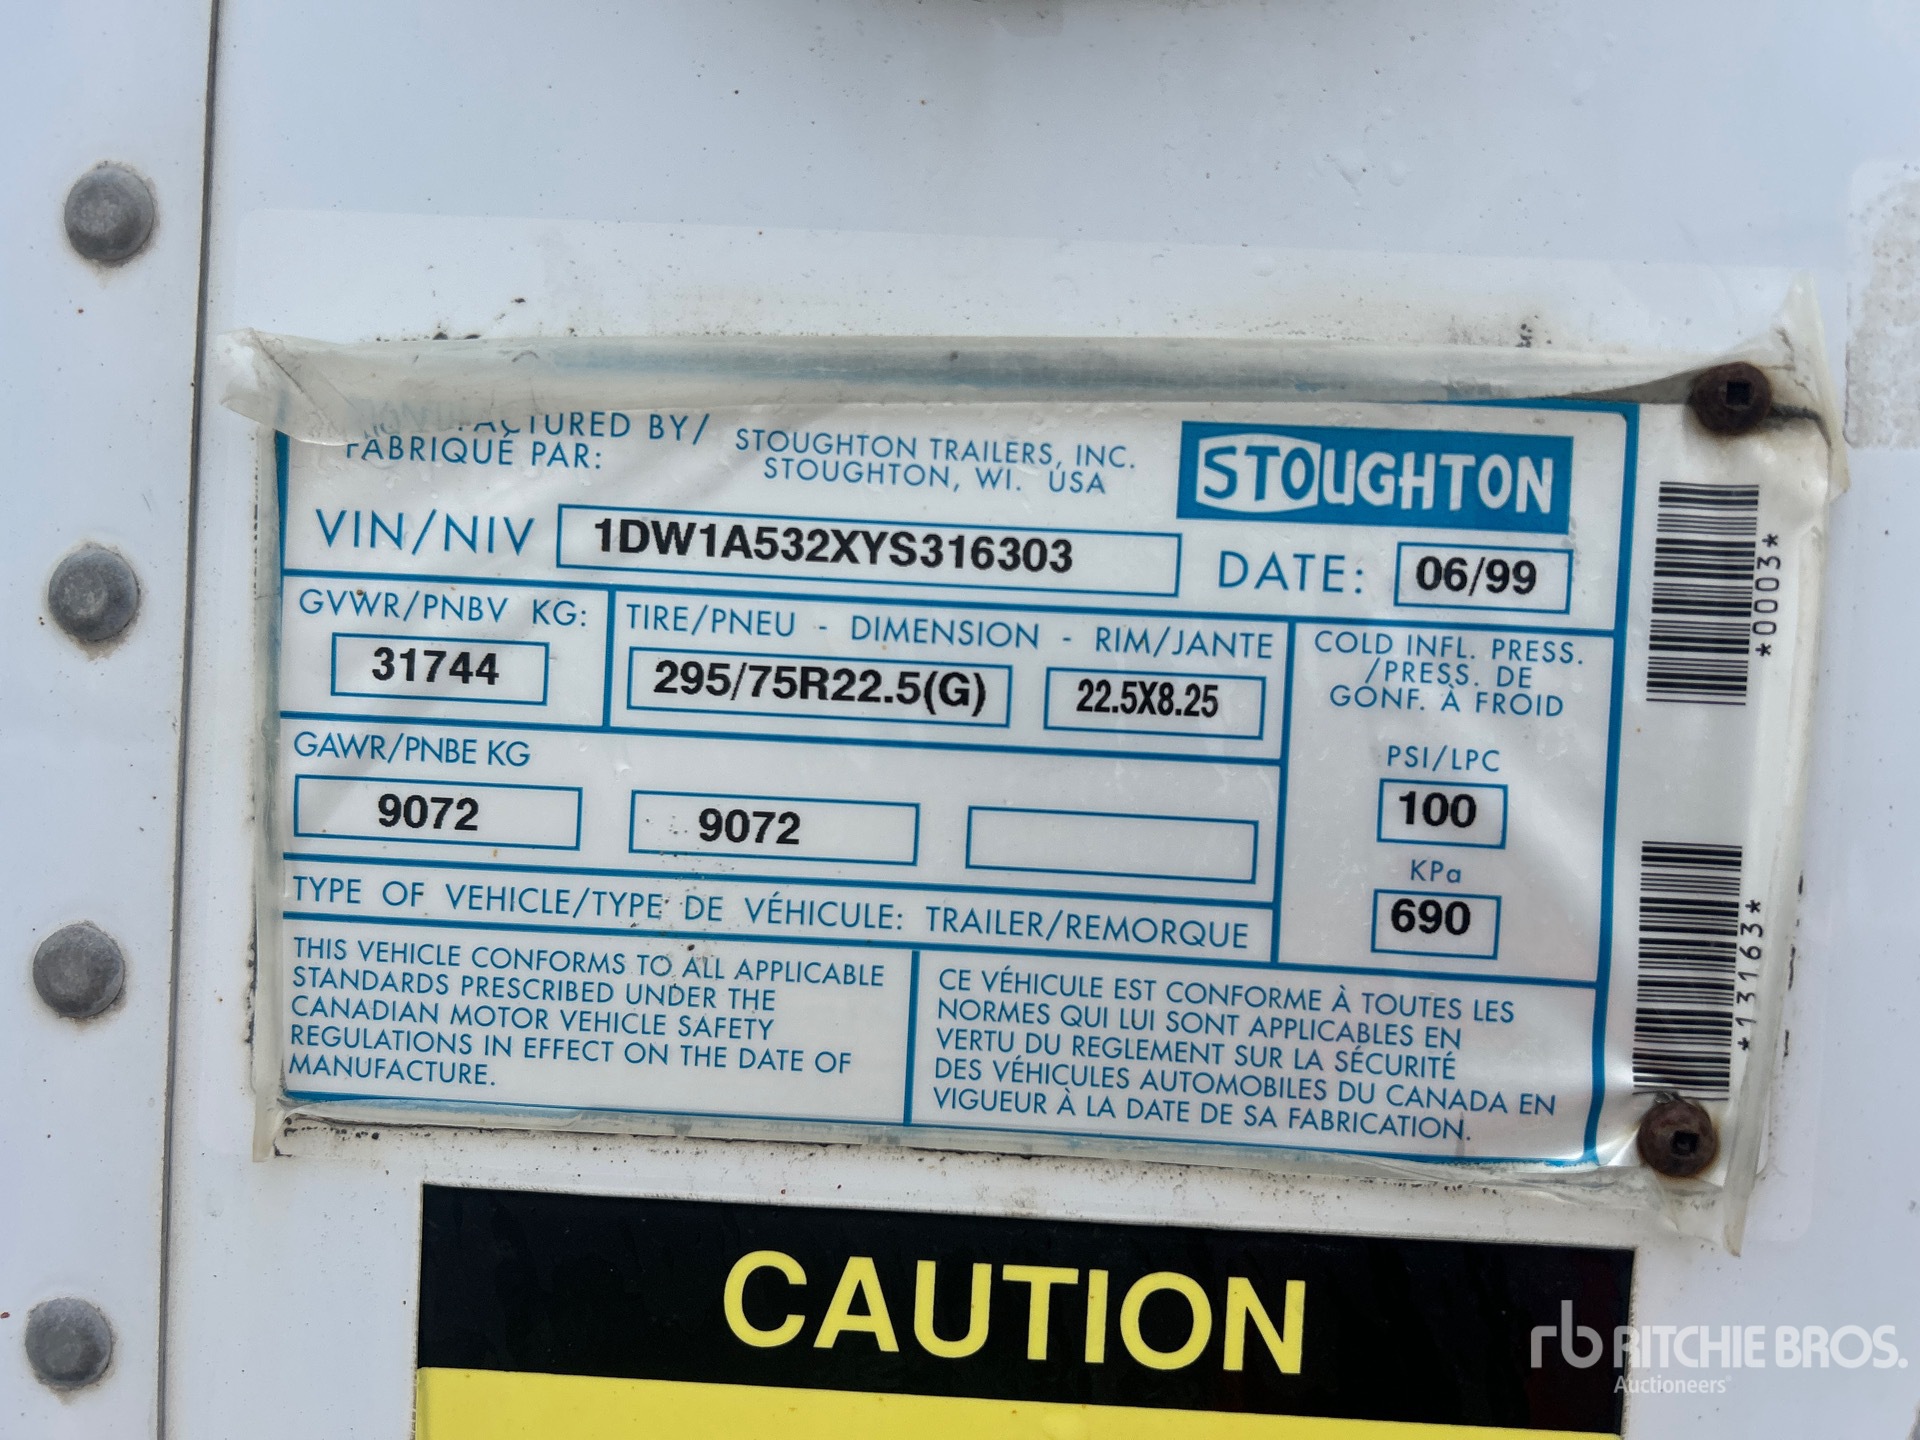 MANUFACTURED BY/
FABRIQUÉ PAR:
STOUGHTON TRAILERS, INC.
STOUGHTON, WI. USA
STOUGHTON
VIN/NIV 1DW1A532XYS316303
DATE: 06/99
GVWR/PNBV KG:
31744
TIRE/PNEU - DIMENSION - RIM/JANTE
295/75R22.5(G) 22.5X8.25
COLD INFL. PRESS.
/PRESS. DE
GONF. À FROID
PSI/LPC
100
KPa
690
GAWR/PNBE KG
9072 9072
TYPE OF VEHICLE/TYPE DE VÉHICULE: TRAILER/REMORQUE
THIS VEHICLE CONFORMS TO ALL APPLICABLE
STANDARDS PRESCRIBED UNDER THE
CANADIAN MOTOR VEHICLE SAFETY
REGULATIONS IN EFFECT ON THE DATE OF
MANUFACTURE.
CE VÉHICULE EST CONFORME À TOUTES LES
NORMES QUI LUI SONT APPLICABLES EN
VERTU DU REGLEMENT SUR LA SÉCURITÉ
DES VÉHICULES AUTOMOBILES DU CANADA EN
VIGUEUR À LA DATE DE SA FABRICATION.
*0003*
*13163*
CAUTION
rb RITCHIE BROS.
Auctioneers